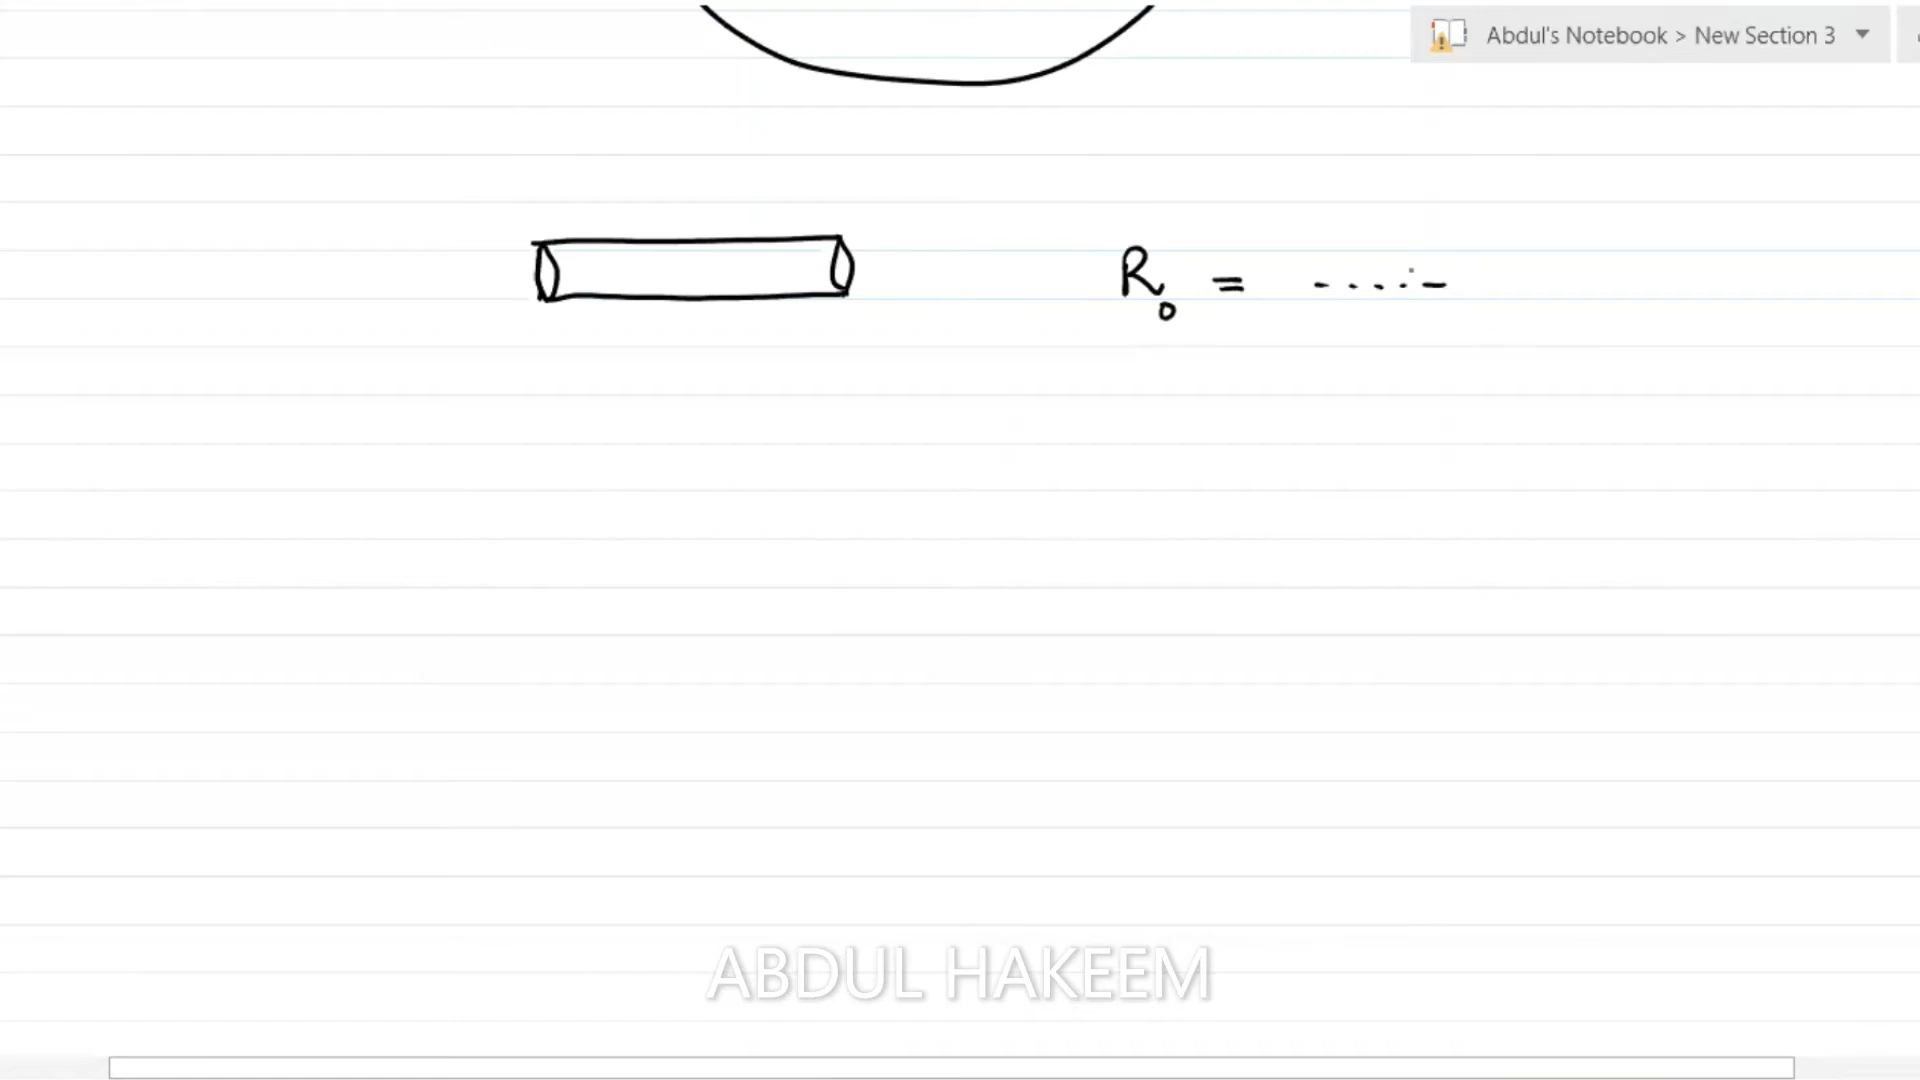 Abdul's Notebook > New Section 3
R₀ = .....-
ABDUL HAKEEM